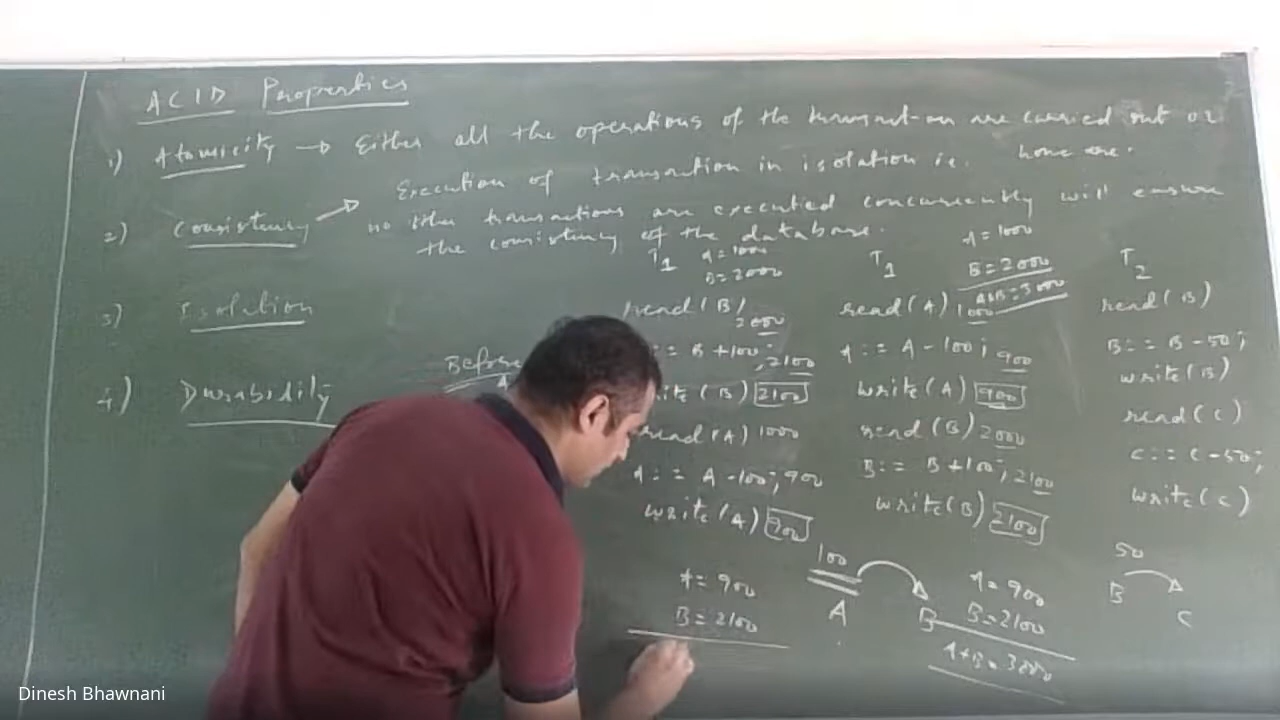 ACID Properties
1) Atomicity → Either all the operations of the transact-on are carried out or
none are.
2) Consistency → Execution of transaction in isolation ie.
no other transactions are executed concurrently will ensure
the consistency of the database.
3) Isolation
4) Durability
Before
A
T1 A = 1000
B = 2000
read(B)
2000
:= B+100; 2100
write(B) 2100
read(A) 1000
A := A-100; 900
write(A) 900
A = 900
B = 2100
T1
A = 1000
B = 2000
A+B = 3000
read(A) 1000
A := A-100; 900
write(A) 900
read(B) 2000
B := B+100; 2100
write(B) 2100
100
A
B
A = 900
B = 2100
A+B = 3000
T2
read(B)
B := B-50;
write(B)
read(C)
C := C-50;
write(C)
50
B
C
Dinesh Bhawnani